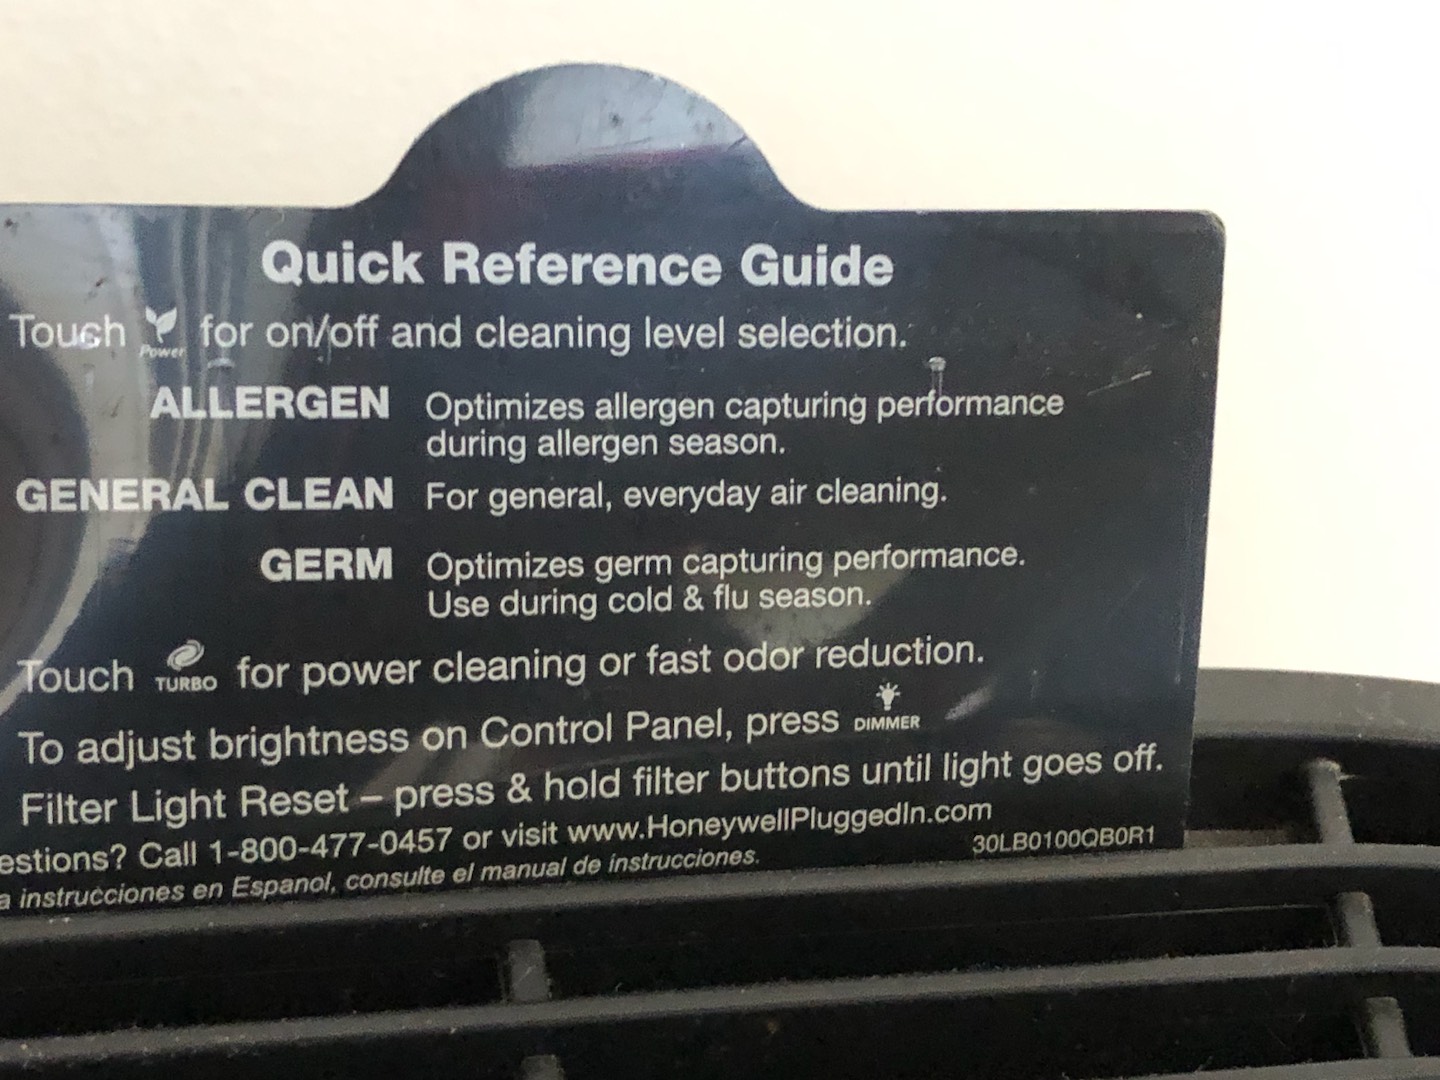 Quick Reference Guide
Touch Power for on/off and cleaning level selection.
ALLERGEN Optimizes allergen capturing performance
during allergen season.
GENERAL CLEAN For general, everyday air cleaning.
GERM Optimizes germ capturing performance.
Use during cold & flu season.
Touch TURBO for power cleaning or fast odor reduction.
To adjust brightness on Control Panel, press DIMMER
Filter Light Reset – press & hold filter buttons until light goes off.
estions? Call 1-800-477-0457 or visit www.HoneywellPluggedIn.com
a instrucciones en Espanol, consulte el manual de instrucciones.
30LB0100QB0R1